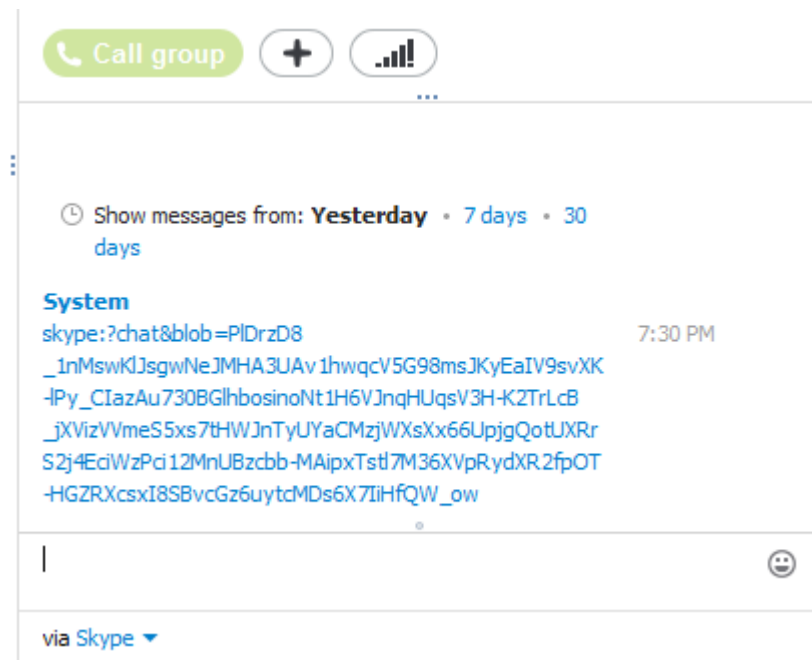 Call group
Show messages from: Yesterday • 7 days • 30
days
System
skype:?chat&blob=PlDrzD8 7:30 PM
_1nMswKlJsgwNeJMHA3UAv1hwqcV5G98msJKyEaIV9svXK
-lPy_CIazAu730BGlhbosinoNt1H6VJnqHUqsV3H-K2TrLcB
_jXVizVVmeS5xs7tHWJnTyUYaCMzjWXsXx66UpjgQotUXRr
S2j4EciWzPci12MnUBzcbb-MAipxTstl7M36XVpRydXR2fpOT
-HGZRXcsxI8SBvcGz6uytcMDs6X7IiHfQW_ow
via Skype